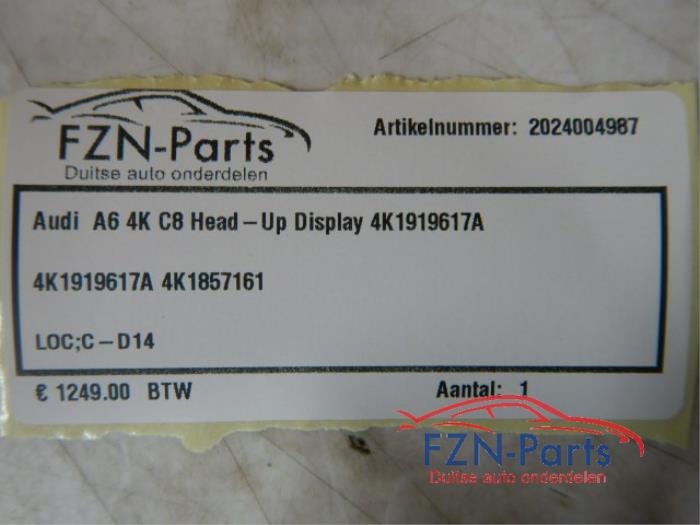 FZN-Parts
Duitse auto onderdelen
Artikelnummer: 2024004987
Audi A6 4K C8 Head-Up Display 4K1919617A
4K1919617A 4K1857161
LOC;C-D14
€ 1249.00 BTW
Aantal: 1
FZN-Parts
Duitse auto onderdelen